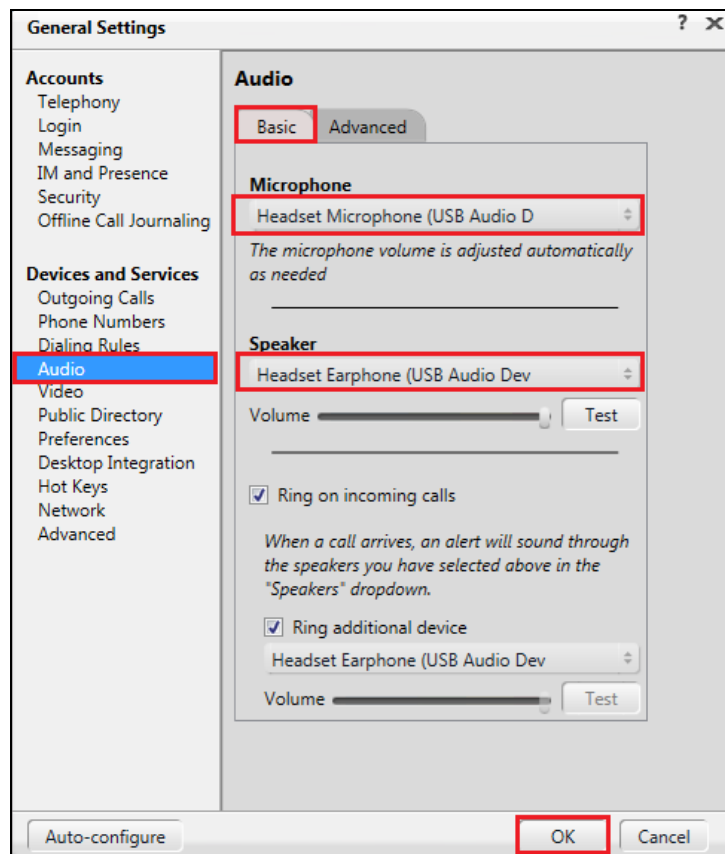 General Settings
? ×
Accounts
Telephony
Login
Messaging
IM and Presence
Security
Offline Call Journaling
Devices and Services
Outgoing Calls
Phone Numbers
Dialing Rules
Audio
Video
Public Directory
Preferences
Desktop Integration
Hot Keys
Network
Advanced
Audio
Basic
Advanced
Microphone
Headset Microphone (USB Audio D
The microphone volume is adjusted automatically
as needed
Speaker
Headset Earphone (USB Audio Dev
Volume
Test
Ring on incoming calls
When a call arrives, an alert will sound through
the speakers you have selected above in the
"Speakers" dropdown.
Ring additional device
Headset Earphone (USB Audio Dev
Volume
Test
Auto-configure
OK
Cancel